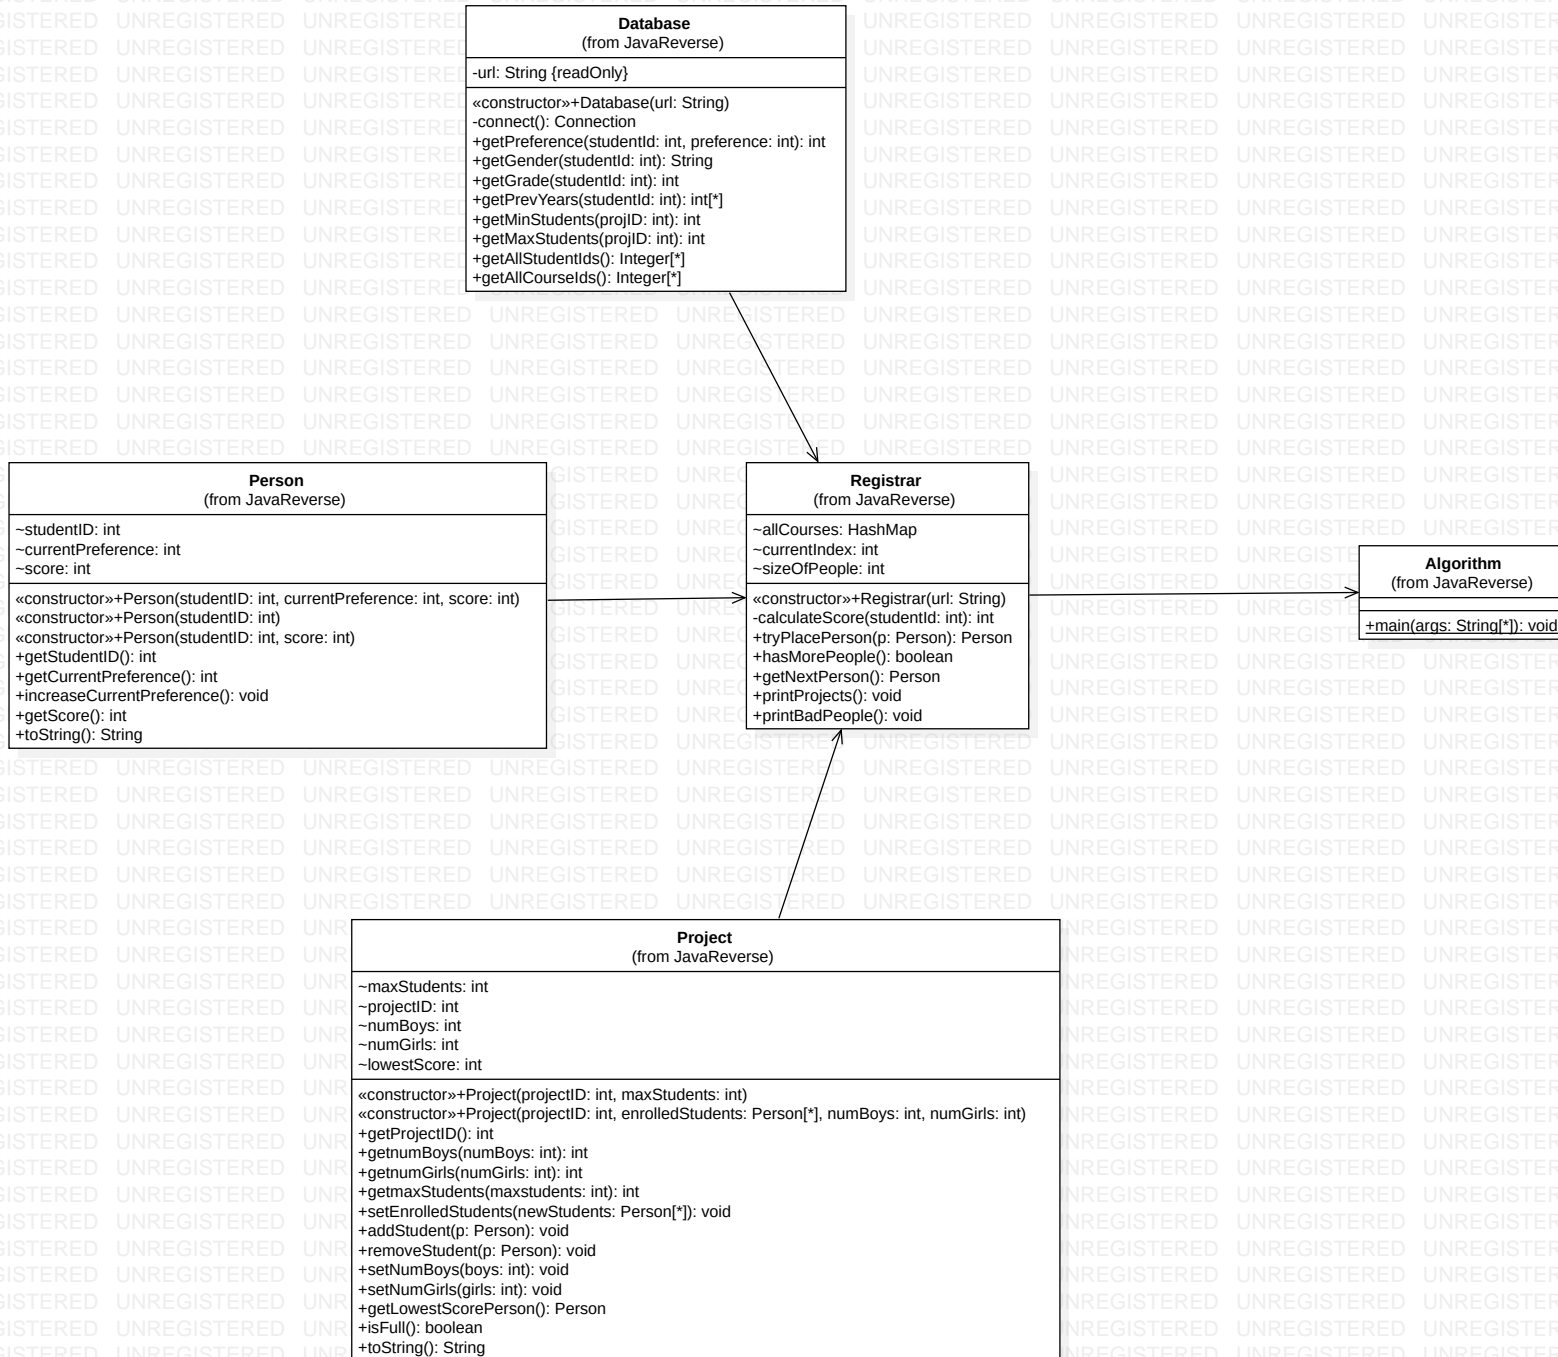 Database
(from JavaReverse)
-url: String {readOnly}
«constructor»+Database(url: String)
-connect(): Connection
+getPreference(studentId: int, preference: int): int
+getGender(studentId: int): String
+getGrade(studentId: int): int
+getPrevYears(studentId: int): int[*]
+getMinStudents(projID: int): int
+getMaxStudents(projID: int): int
+getAllStudentIds(): Integer[*]
+getAllCourseIds(): Integer[*]
Person
(from JavaReverse)
~studentID: int
~currentPreference: int
~score: int
«constructor»+Person(studentID: int, currentPreference: int, score: int)
«constructor»+Person(studentID: int)
«constructor»+Person(studentID: int, score: int)
+getStudentID(): int
+getCurrentPreference(): int
+increaseCurrentPreference(): void
+getScore(): int
+toString(): String
Registrar
(from JavaReverse)
~allCourses: HashMap
~currentIndex: int
~sizeOfPeople: int
«constructor»+Registrar(url: String)
-calculateScore(studentId: int): int
+tryPlacePerson(p: Person): Person
+hasMorePeople(): boolean
+getNextPerson(): Person
+printProjects(): void
+printBadPeople(): void
Algorithm
(from JavaReverse)
+main(args: String[*]): void
Project
(from JavaReverse)
~maxStudents: int
~projectID: int
~numBoys: int
~numGirls: int
~lowestScore: int
«constructor»+Project(projectID: int, maxStudents: int)
«constructor»+Project(projectID: int, enrolledStudents: Person[*], numBoys: int, numGirls: int)
+getProjectID(): int
+getnumBoys(numBoys: int): int
+getnumGirls(numGirls: int): int
+getmaxStudents(maxstudents: int): int
+setEnrolledStudents(newStudents: Person[*]): void
+addStudent(p: Person): void
+removeStudent(p: Person): void
+setNumBoys(boys: int): void
+setNumGirls(girls: int): void
+getLowestScorePerson(): Person
+isFull(): boolean
+toString(): String
UNREGISTERED